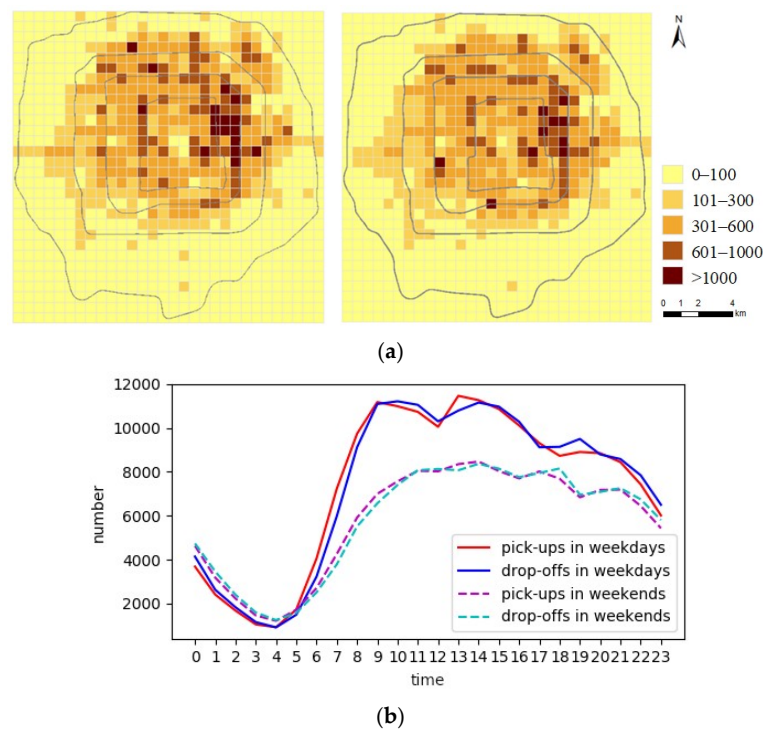 N
0–100
101–300
301–600
601–1000
>1000
0 1 2 4
km
(a)
12000
10000
8000
6000
4000
2000
number
pick-ups in weekdays
drop-offs in weekdays
pick-ups in weekends
drop-offs in weekends
0 1 2 3 4 5 6 7 8 9 10 11 12 13 14 15 16 17 18 19 20 21 22 23
time
(b)